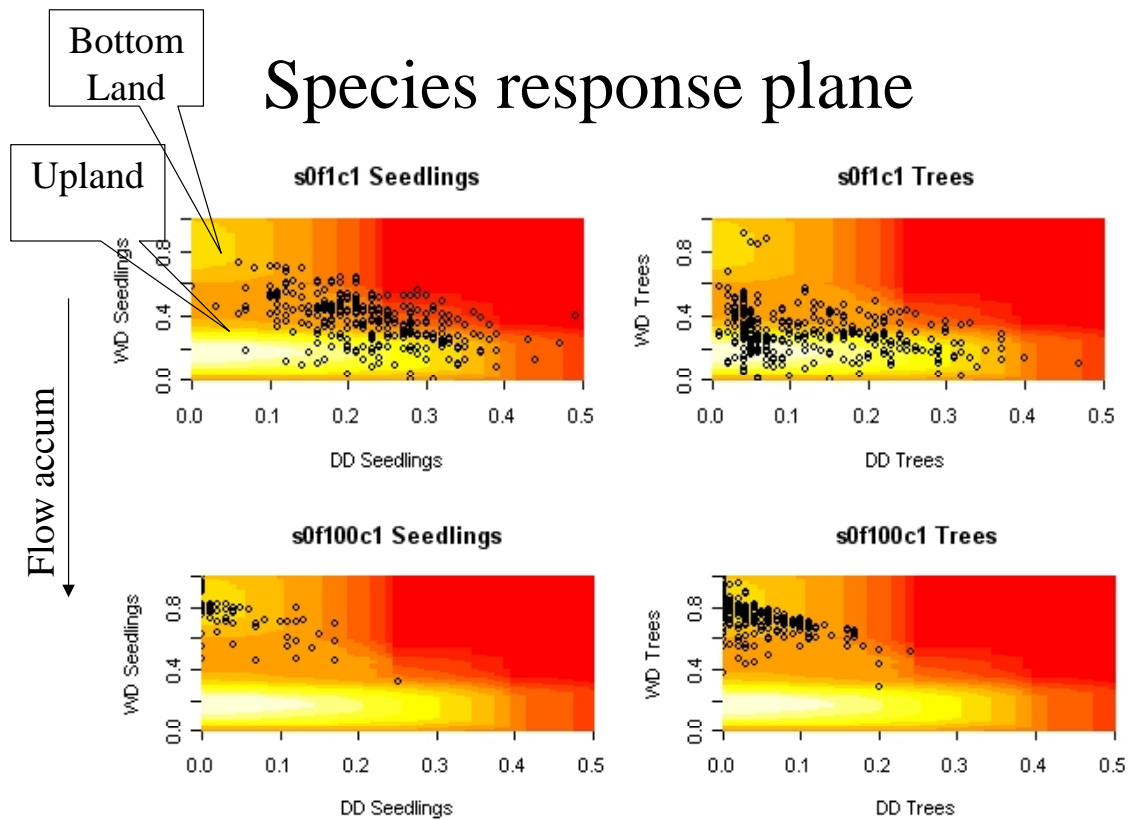 Bottom
Land
Species response plane
Upland
Flow accum
s0f1c1 Seedlings
WD Seedlings
0.0 0.4 0.8
0.0 0.1 0.2 0.3 0.4 0.5
DD Seedlings
s0f1c1 Trees
WD Trees
0.0 0.4 0.8
0.0 0.1 0.2 0.3 0.4 0.5
DD Trees
s0f100c1 Seedlings
WD Seedlings
0.0 0.4 0.8
0.0 0.1 0.2 0.3 0.4 0.5
DD Seedlings
s0f100c1 Trees
WD Trees
0.0 0.4 0.8
0.0 0.1 0.2 0.3 0.4 0.5
DD Trees